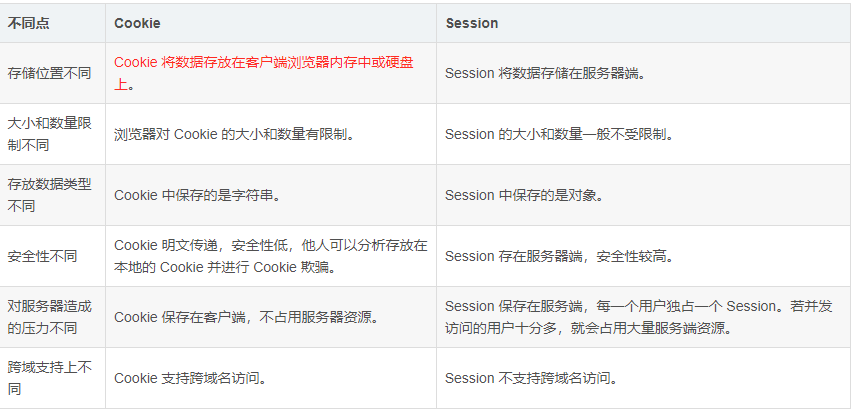 不同点 Cookie Session
存储位置不同 Cookie 将数据存放在客户端浏览器内存中或硬盘
上。 Session 将数据存储在服务器端。
大小和数量限
制不同 浏览器对 Cookie 的大小和数量有限制。 Session 的大小和数量一般不受限制。
存放数据类型
不同 Cookie 中保存的是字符串。 Session 中保存的是对象。
安全性不同 Cookie 明文传递，安全性低，他人可以分析存放在
本地的 Cookie 并进行 Cookie 欺骗。 Session 存在服务器端，安全性较高。
对服务器造成
的压力不同 Cookie 保存在客户端，不占用服务器资源。 Session 保存在服务端，每一个用户独占一个 Session。若并发
访问的用户十分多，就会占用大量服务端资源。
跨域支持上不
同 Cookie 支持跨域名访问。 Session 不支持跨域名访问。